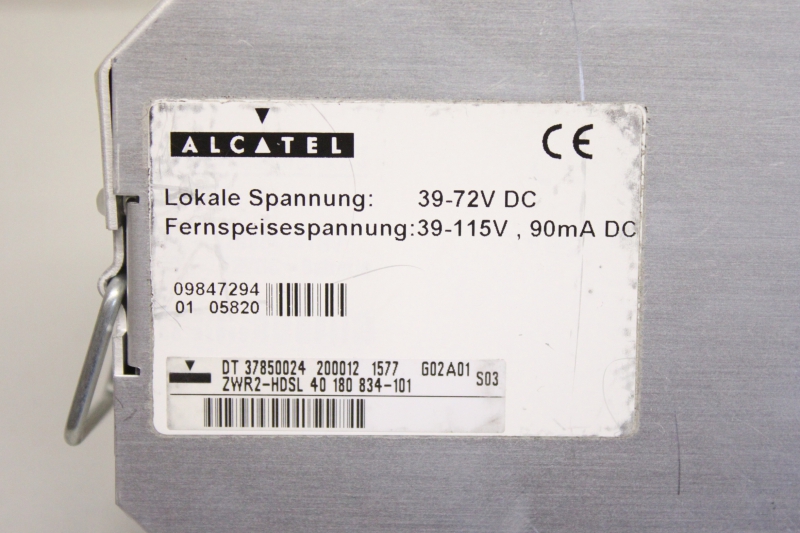 ALCATEL
CE
Lokale Spannung: 39-72V DC
Fernspeisespannung:39-115V , 90mA DC
09847294
01 05820
DT 37850024 200012 1577 G02A01
ZWR2-HDSL 40 180 834-101 S03